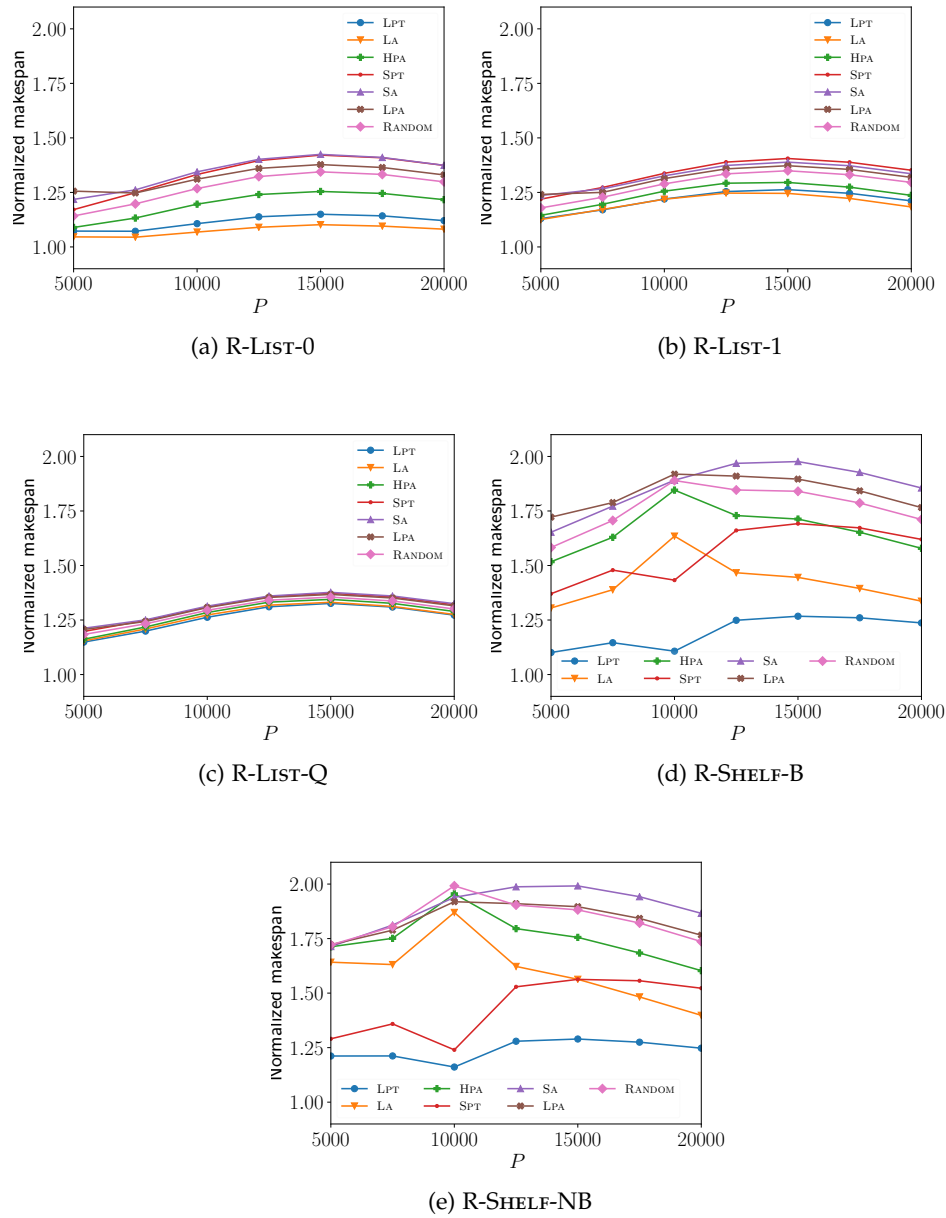 2.00
1.75
1.50
1.25
1.00
Normalized makespan
LPT
LA
HPA
SPT
SA
LPA
RANDOM
5000 10000 15000 20000
P
(a) R-LIST-0
2.00
1.75
1.50
1.25
1.00
Normalized makespan
LPT
LA
HPA
SPT
SA
LPA
RANDOM
5000 10000 15000 20000
P
(b) R-LIST-1
2.00
1.75
1.50
1.25
1.00
Normalized makespan
LPT
LA
HPA
SPT
SA
LPA
RANDOM
5000 10000 15000 20000
P
(c) R-LIST-Q
2.00
1.75
1.50
1.25
1.00
Normalized makespan
LPT HPA SA RANDOM
LA SPT LPA
5000 10000 15000 20000
P
(d) R-SHELF-B
2.00
1.75
1.50
1.25
1.00
Normalized makespan
LPT HPA SA RANDOM
LA SPT LPA
5000 10000 15000 20000
P
(e) R-SHELF-NB